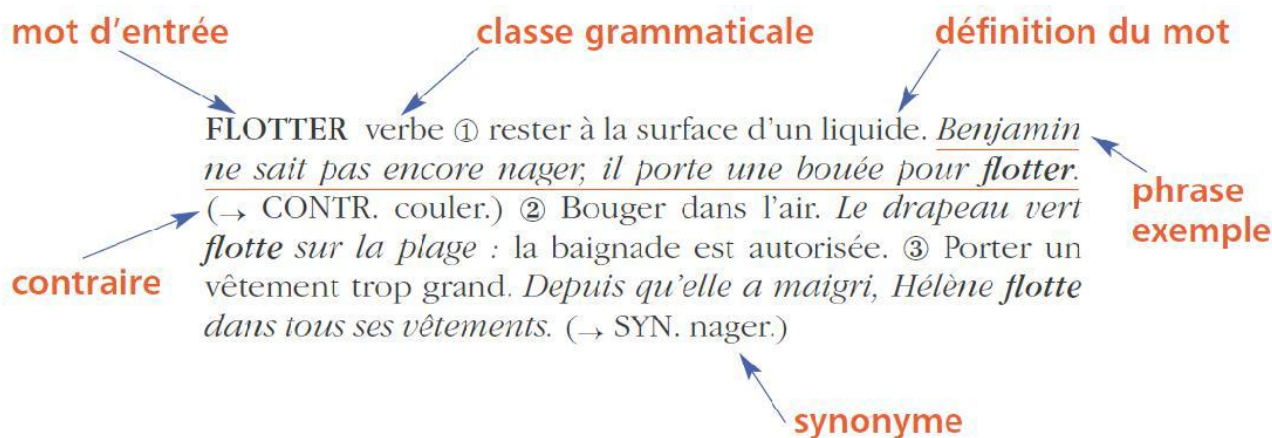 mot d'entrée classe grammaticale définition du mot
FLOTTER verbe ① rester à la surface d'un liquide. Benjamin
ne sait pas encore nager, il porte une bouée pour flotter.
(→ CONTR. couler.) ② Bouger dans l'air. Le drapeau vert
flotte sur la plage : la baignade est autorisée. ③ Porter un
vêtement trop grand. Depuis qu'elle a maigri, Hélène flotte
dans tous ses vêtements. (→ SYN. nager.)
phrase
exemple
contraire
synonyme